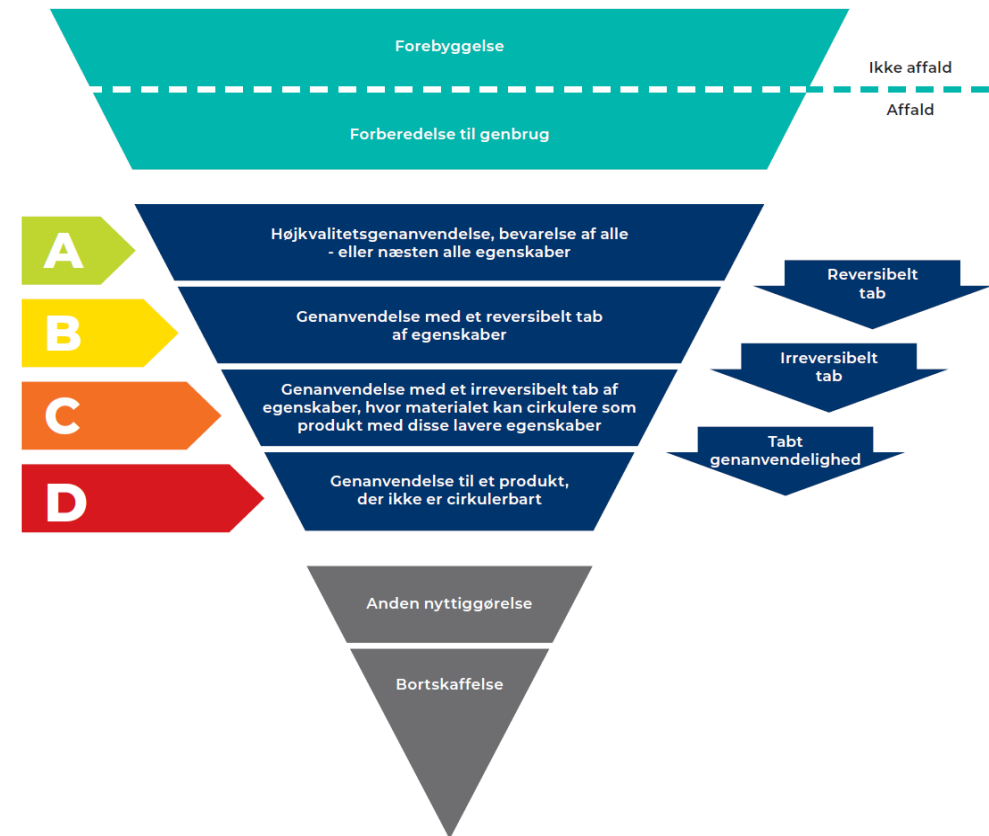 Forebyggelse
Ikke affald
Affald
Forberedelse til genbrug
A
Højkvalitetsgenanvendelse, bevarelse af alle
- eller næsten alle egenskaber
Reversibelt
tab
B
Genanvendelse med et reversibelt tab
af egenskaber
Irreversibelt
tab
C
Genanvendelse med et irreversibelt tab af
egenskaber, hvor materialet kan cirkulere som
produkt med disse lavere egenskaber
Tabt
genanvendelighed
D
Genanvendelse til et produkt,
der ikke er cirkulerbart
Anden nyttiggørelse
Bortskaffelse